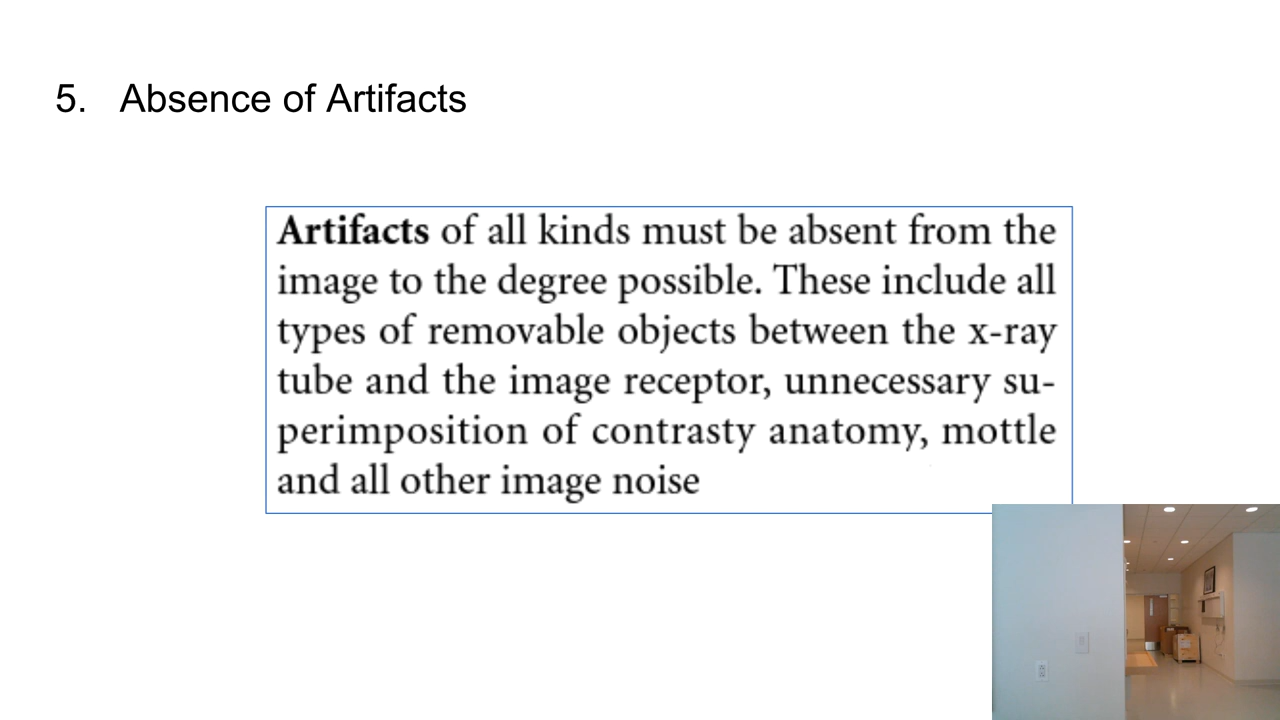 5. Absence of Artifacts
Artifacts of all kinds must be absent from the
image to the degree possible. These include all
types of removable objects between the x-ray
tube and the image receptor, unnecessary su-
perimposition of contrasty anatomy, mottle
and all other image noise